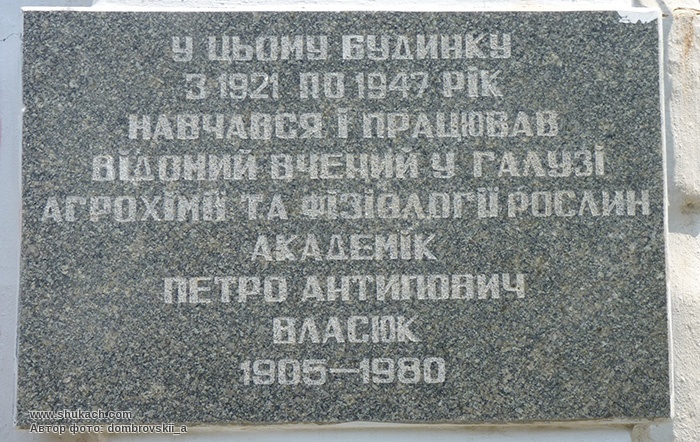 У ЦЬОМУ БУДИНКУ
З 1921 ПО 1947 РІК
НАВЧАВСЯ І ПРАЦЮВАВ
ВІДОМИЙ ВЧЕНИЙ У ГАЛУЗІ
АГРОХІМІЇ ТА ФІЗІОЛОГІЇ РОСЛИН
АКАДЕМІК
ПЕТРО АНТИПОВИЧ
ВЛАСЮК
1905—1980
www.shukach.com
Автор фото: dombrovskii_a